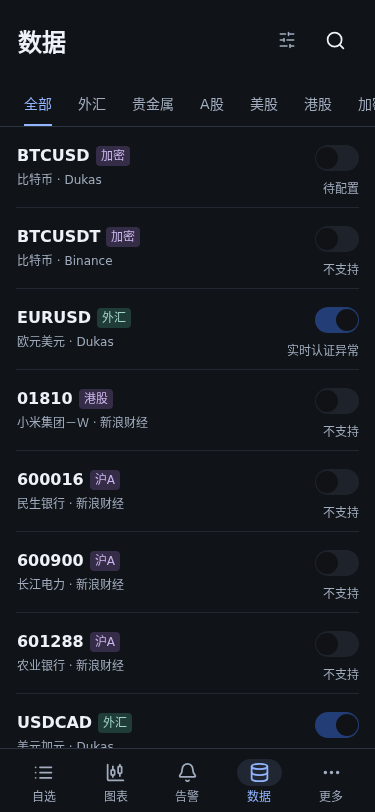 数据
全部 外汇 贵金属 A股 美股 港股 加
BTCUSD 加密
比特币 · Dukas
待配置
BTCUSDT 加密
比特币 · Binance
不支持
EURUSD 外汇
欧元美元 · Dukas
实时认证异常
01810 港股
小米集团－W · 新浪财经
不支持
600016 沪A
民生银行 · 新浪财经
不支持
600900 沪A
长江电力 · 新浪财经
不支持
601288 沪A
农业银行 · 新浪财经
不支持
USDCAD 外汇
美元加元 · Dukas
自选 图表 告警 数据 更多